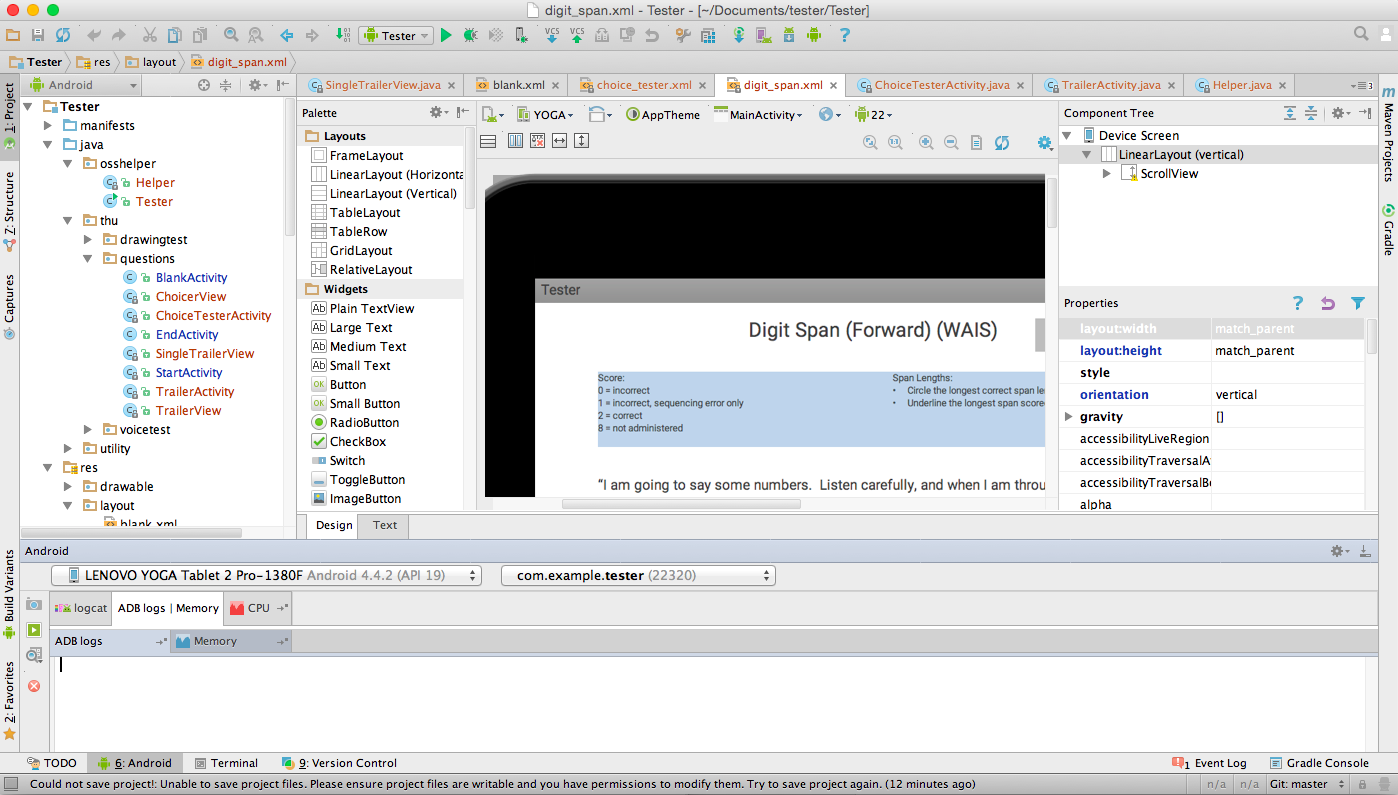 digit_span.xml - Tester - [~/Documents/tester/Tester]
Tester
Tester res layout digit_span.xml
1: Project
Z: Structure
Captures
Build Variants
2: Favorites
Android
Tester
manifests
java
osshelper
Helper
Tester
thu
drawingtest
questions
BlankActivity
ChoicerView
ChoiceTesterActivity
EndActivity
SingleTrailerView
StartActivity
TrailerActivity
TrailerView
voicetest
utility
res
drawable
layout
blank.xml
SingleTrailerView.java blank.xml choice_tester.xml digit_span.xml ChoiceTesterActivity.java TrailerActivity.java Helper.java
Palette
Layouts
FrameLayout
LinearLayout (Horizonta
LinearLayout (Vertical)
TableLayout
TableRow
GridLayout
RelativeLayout
Widgets
Plain TextView
Large Text
Medium Text
Small Text
Button
Small Button
RadioButton
CheckBox
Switch
ToggleButton
ImageButton
YOGA AppTheme MainActivity 22
Tester
Digit Span (Forward) (WAIS)
Score:
0 = incorrect
1 = incorrect, sequencing error only
2 = correct
8 = not administered
Span Lengths:
• Circle the longest correct span le
• Underline the longest span score
“I am going to say some numbers. Listen carefully, and when I am throu
Design Text
Component Tree
Device Screen
LinearLayout (vertical)
ScrollView
Properties
layout:width match_parent
layout:height match_parent
style
orientation vertical
gravity []
accessibilityLiveRegion
accessibilityTraversalA
accessibilityTraversalBe
alpha
Maven Projects
Gradle
Android
LENOVO YOGA Tablet 2 Pro-1380F Android 4.4.2 (API 19) com.example.tester (22320)
logcat ADB logs | Memory CPU
ADB logs Memory
TODO 6: Android Terminal 9: Version Control 1 Event Log Gradle Console
Could not save project!: Unable to save project files. Please ensure project files are writable and you have permissions to modify them. Try to save project again. (12 minutes ago) n/a n/a Git: master